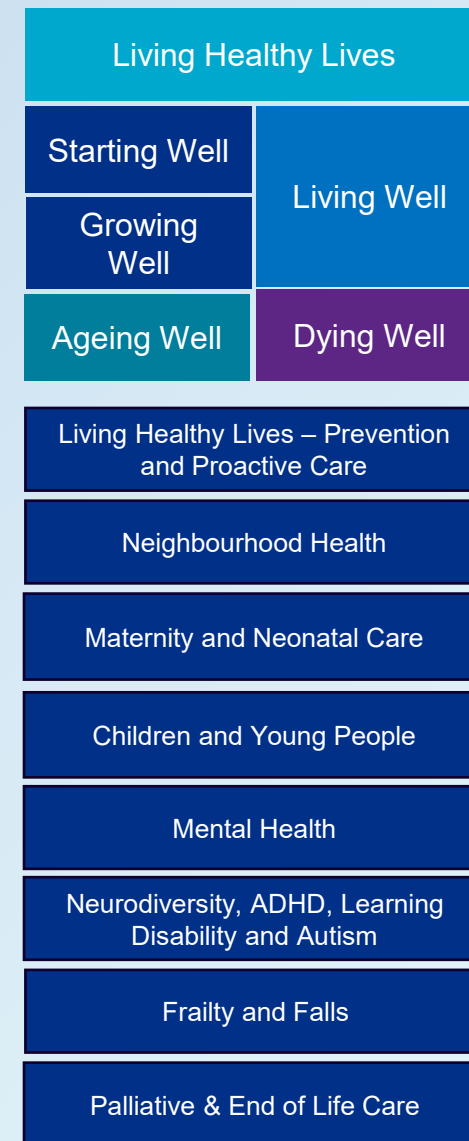 Living Healthy Lives
Starting Well
Living Well
Growing
Well
Ageing Well
Dying Well
Living Healthy Lives – Prevention
and Proactive Care
Neighbourhood Health
Maternity and Neonatal Care
Children and Young People
Mental Health
Neurodiversity, ADHD, Learning
Disability and Autism
Frailty and Falls
Palliative & End of Life Care